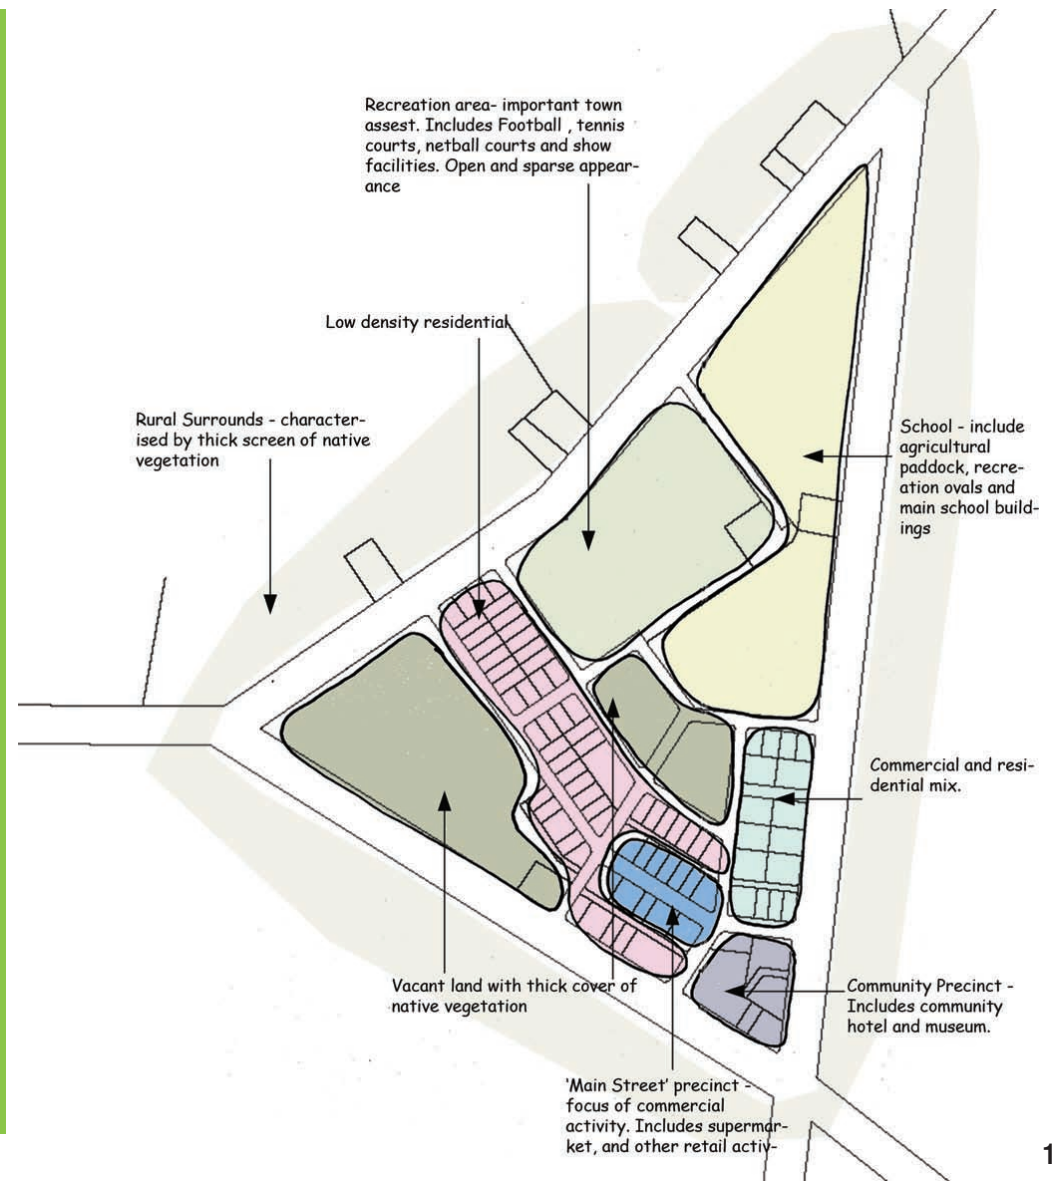 Recreation area- important town
assest. Includes Football , tennis
courts, netball courts and show
facilities. Open and sparse appear-
ance
Low density residential
Rural Surrounds - character-
ised by thick screen of native
vegetation
School - include
agricultural
paddock, recre-
ation ovals and
main school build-
ings
Commercial and resi-
dential mix.
Vacant land with thick cover of
native vegetation
Community Precinct -
Includes community
hotel and museum.
'Main Street' precinct -
focus of commercial
activity. Includes supermar-
ket, and other retail activ-
1